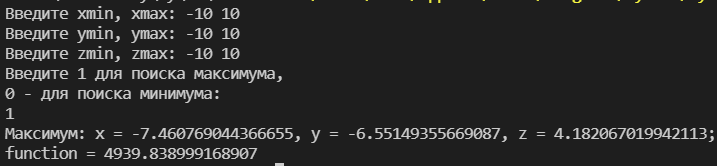 Введите xmin, xmax: -10 10
Введите ymin, ymax: -10 10
Введите zmin, zmax: -10 10
Введите 1 для поиска максимума,
0 - для поиска минимума:
1
Максимум: x = -7.460769044366655, y = -6.55149355669087, z = 4.182067019942113;
function = 4939.838999168907